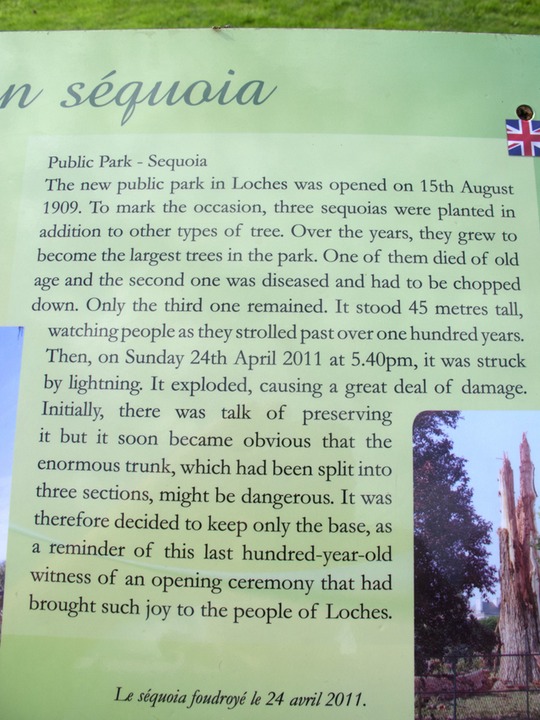 n séquoia
Public Park - Sequoia
The new public park in Loches was opened on 15th August
1909. To mark the occasion, three sequoias were planted in
addition to other types of tree. Over the years, they grew to
become the largest trees in the park. One of them died of old
age and the second one was diseased and had to be chopped
down. Only the third one remained. It stood 45 metres tall,
watching people as they strolled past over one hundred years.
Then, on Sunday 24th April 2011 at 5.40pm, it was struck
by lightning. It exploded, causing a great deal of damage.
Initially, there was talk of preserving
it but it soon became obvious that the
enormous trunk, which had been split into
three sections, might be dangerous. It was
therefore decided to keep only the base, as
a reminder of this last hundred-year-old
witness of an opening ceremony that had
brought such joy to the people of Loches.
Le séquoia foudroyé le 24 avril 2011.